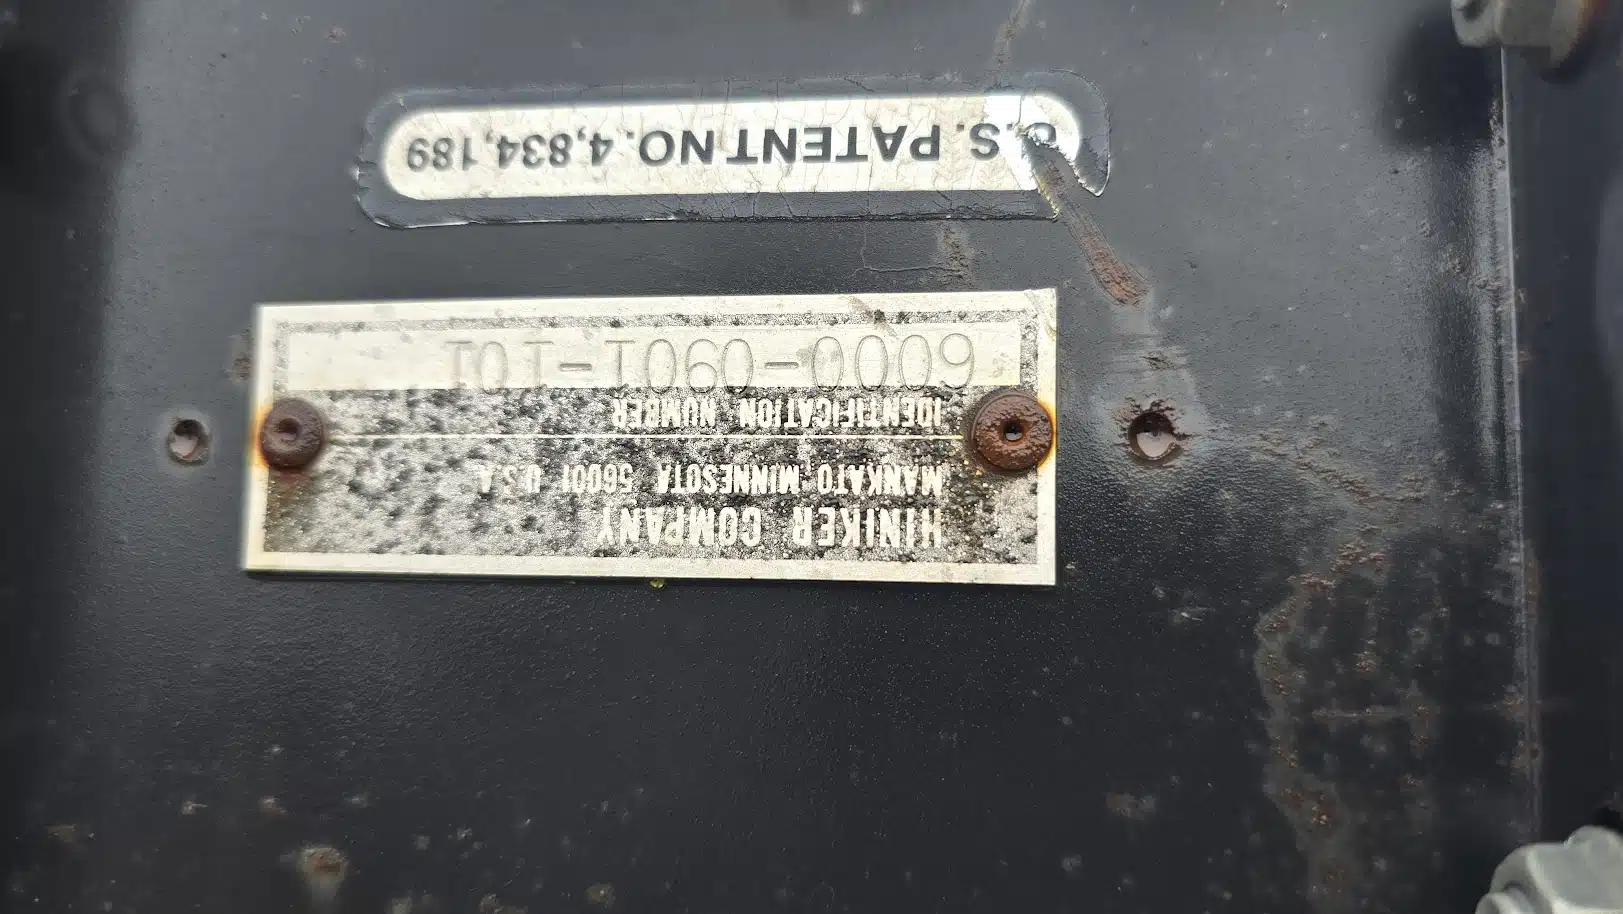 HINIKER COMPANY
MANKATO, MINNESOTA 56001 U.S.A.
IDENTIFICATION NUMBER
6000-0901-101
U.S. PATENT NO. 4,834,189